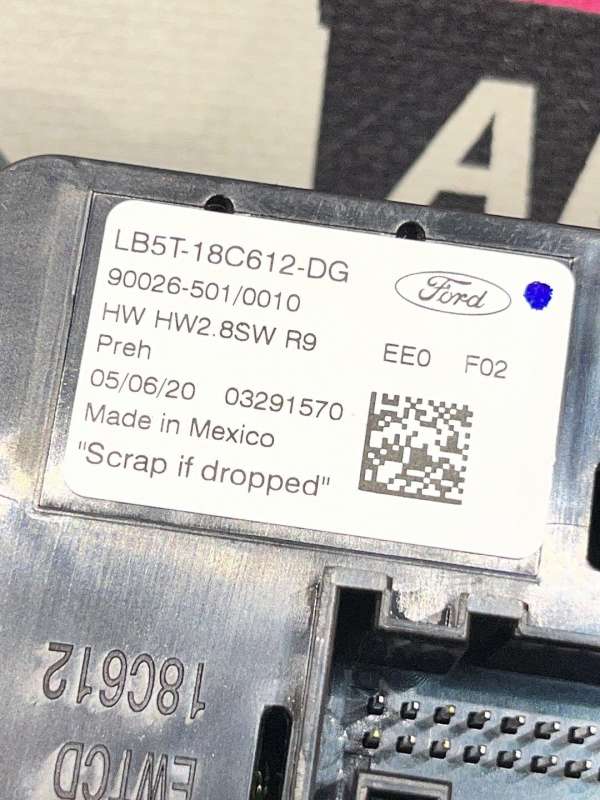 LB5T-18C612-DG
90026-501/0010
HW HW2.8SW R9
Preh
05/06/20 03291570
Made in Mexico
"Scrap if dropped"
Ford
EE0 F02
18C612
EWTCD